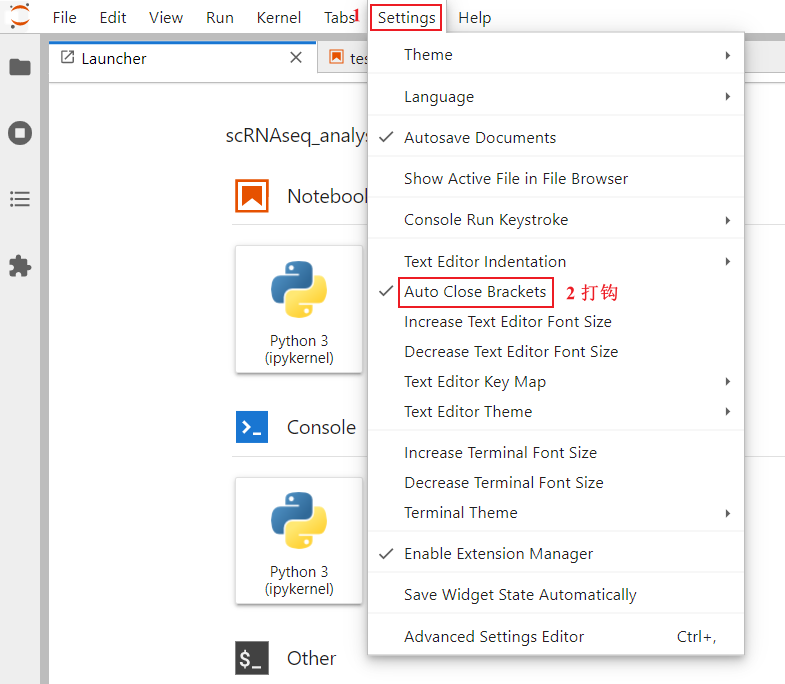 File Edit View Run Kernel Tabs 1 Settings Help
Launcher
tes
scRNAseq_analys
Notebook
Python 3
(ipykernel)
Console
Python 3
(ipykernel)
$_ Other
Theme
Language
Autosave Documents
Show Active File in File Browser
Console Run Keystroke
Text Editor Indentation
Auto Close Brackets 2 打钩
Increase Text Editor Font Size
Decrease Text Editor Font Size
Text Editor Key Map
Text Editor Theme
Increase Terminal Font Size
Decrease Terminal Font Size
Terminal Theme
Enable Extension Manager
Save Widget State Automatically
Advanced Settings Editor Ctrl+,